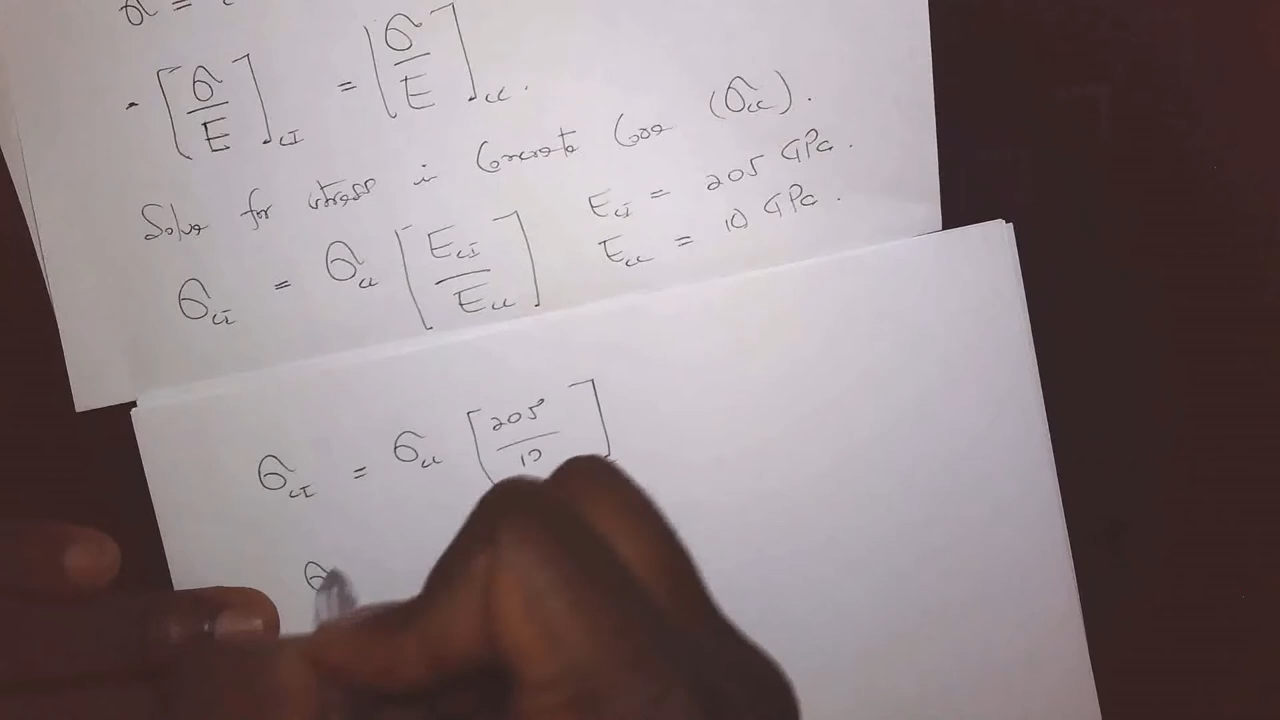 [σ/E]_CI = [σ/E]_CC .
Solve for stress in Concrete Core (σ_CC) .
E_CI = 205 GPa .
σ_CI = σ_CC [E_CI/E_CC]
E_CC = 10 GPa .
σ_CI = σ_CC [205/10]
σ